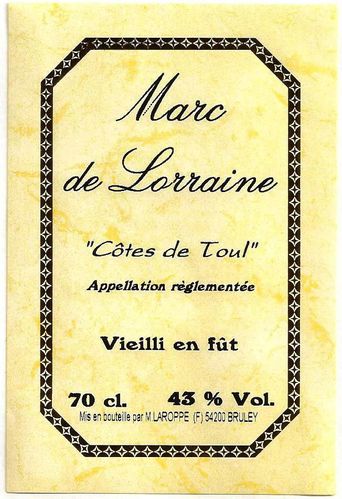 Marc
de Lorraine
"Côtes de Toul"
Appellation règlementée
Vieilli en fût
70 cl. 43 % Vol.
Mis en bouteille par M LAROPPE (F) 54200 BRULEY